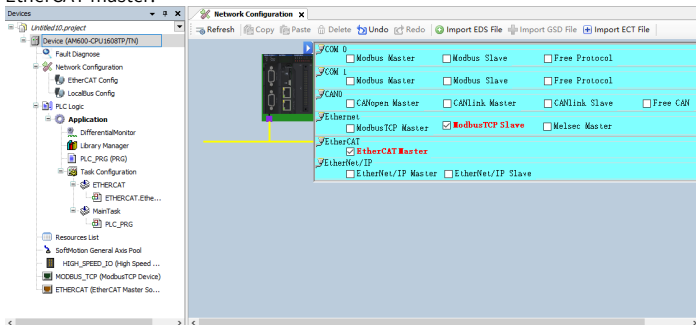 EtherCAT master.
Devices
Network Configuration
Untitled10.project
Refresh Copy Paste Delete Undo Redo Import EDS File Import GSD File Import ECT File
Device (AM600-CPU1608TP/TN)
Fault Diagnose
Network Configuration
EtherCAT Config
LocalBus Config
PLC Logic
Application
DifferentialMonitor
Library Manager
PLC_PRG (PRG)
Task Configuration
ETHERCAT
ETHERCAT.Ethe...
MainTask
PLC_PRG
Resources List
SoftMotion General Axis Pool
HIGH_SPEED_IO (High Speed ...
MODBUS_TCP (ModbusTCP Device)
ETHERCAT (EtherCAT Master So...
COM 0
Modbus Master Modbus Slave Free Protocol
COM 1
Modbus Master Modbus Slave Free Protocol
CAN0
CANopen Master CANlink Master CANlink Slave Free CAN
Ethernet
ModbusTCP Master ModbusTCP Slave Melsec Master
EtherCAT
EtherCAT Master
EtherNet/IP
EtherNet/IP Master EtherNet/IP Slave